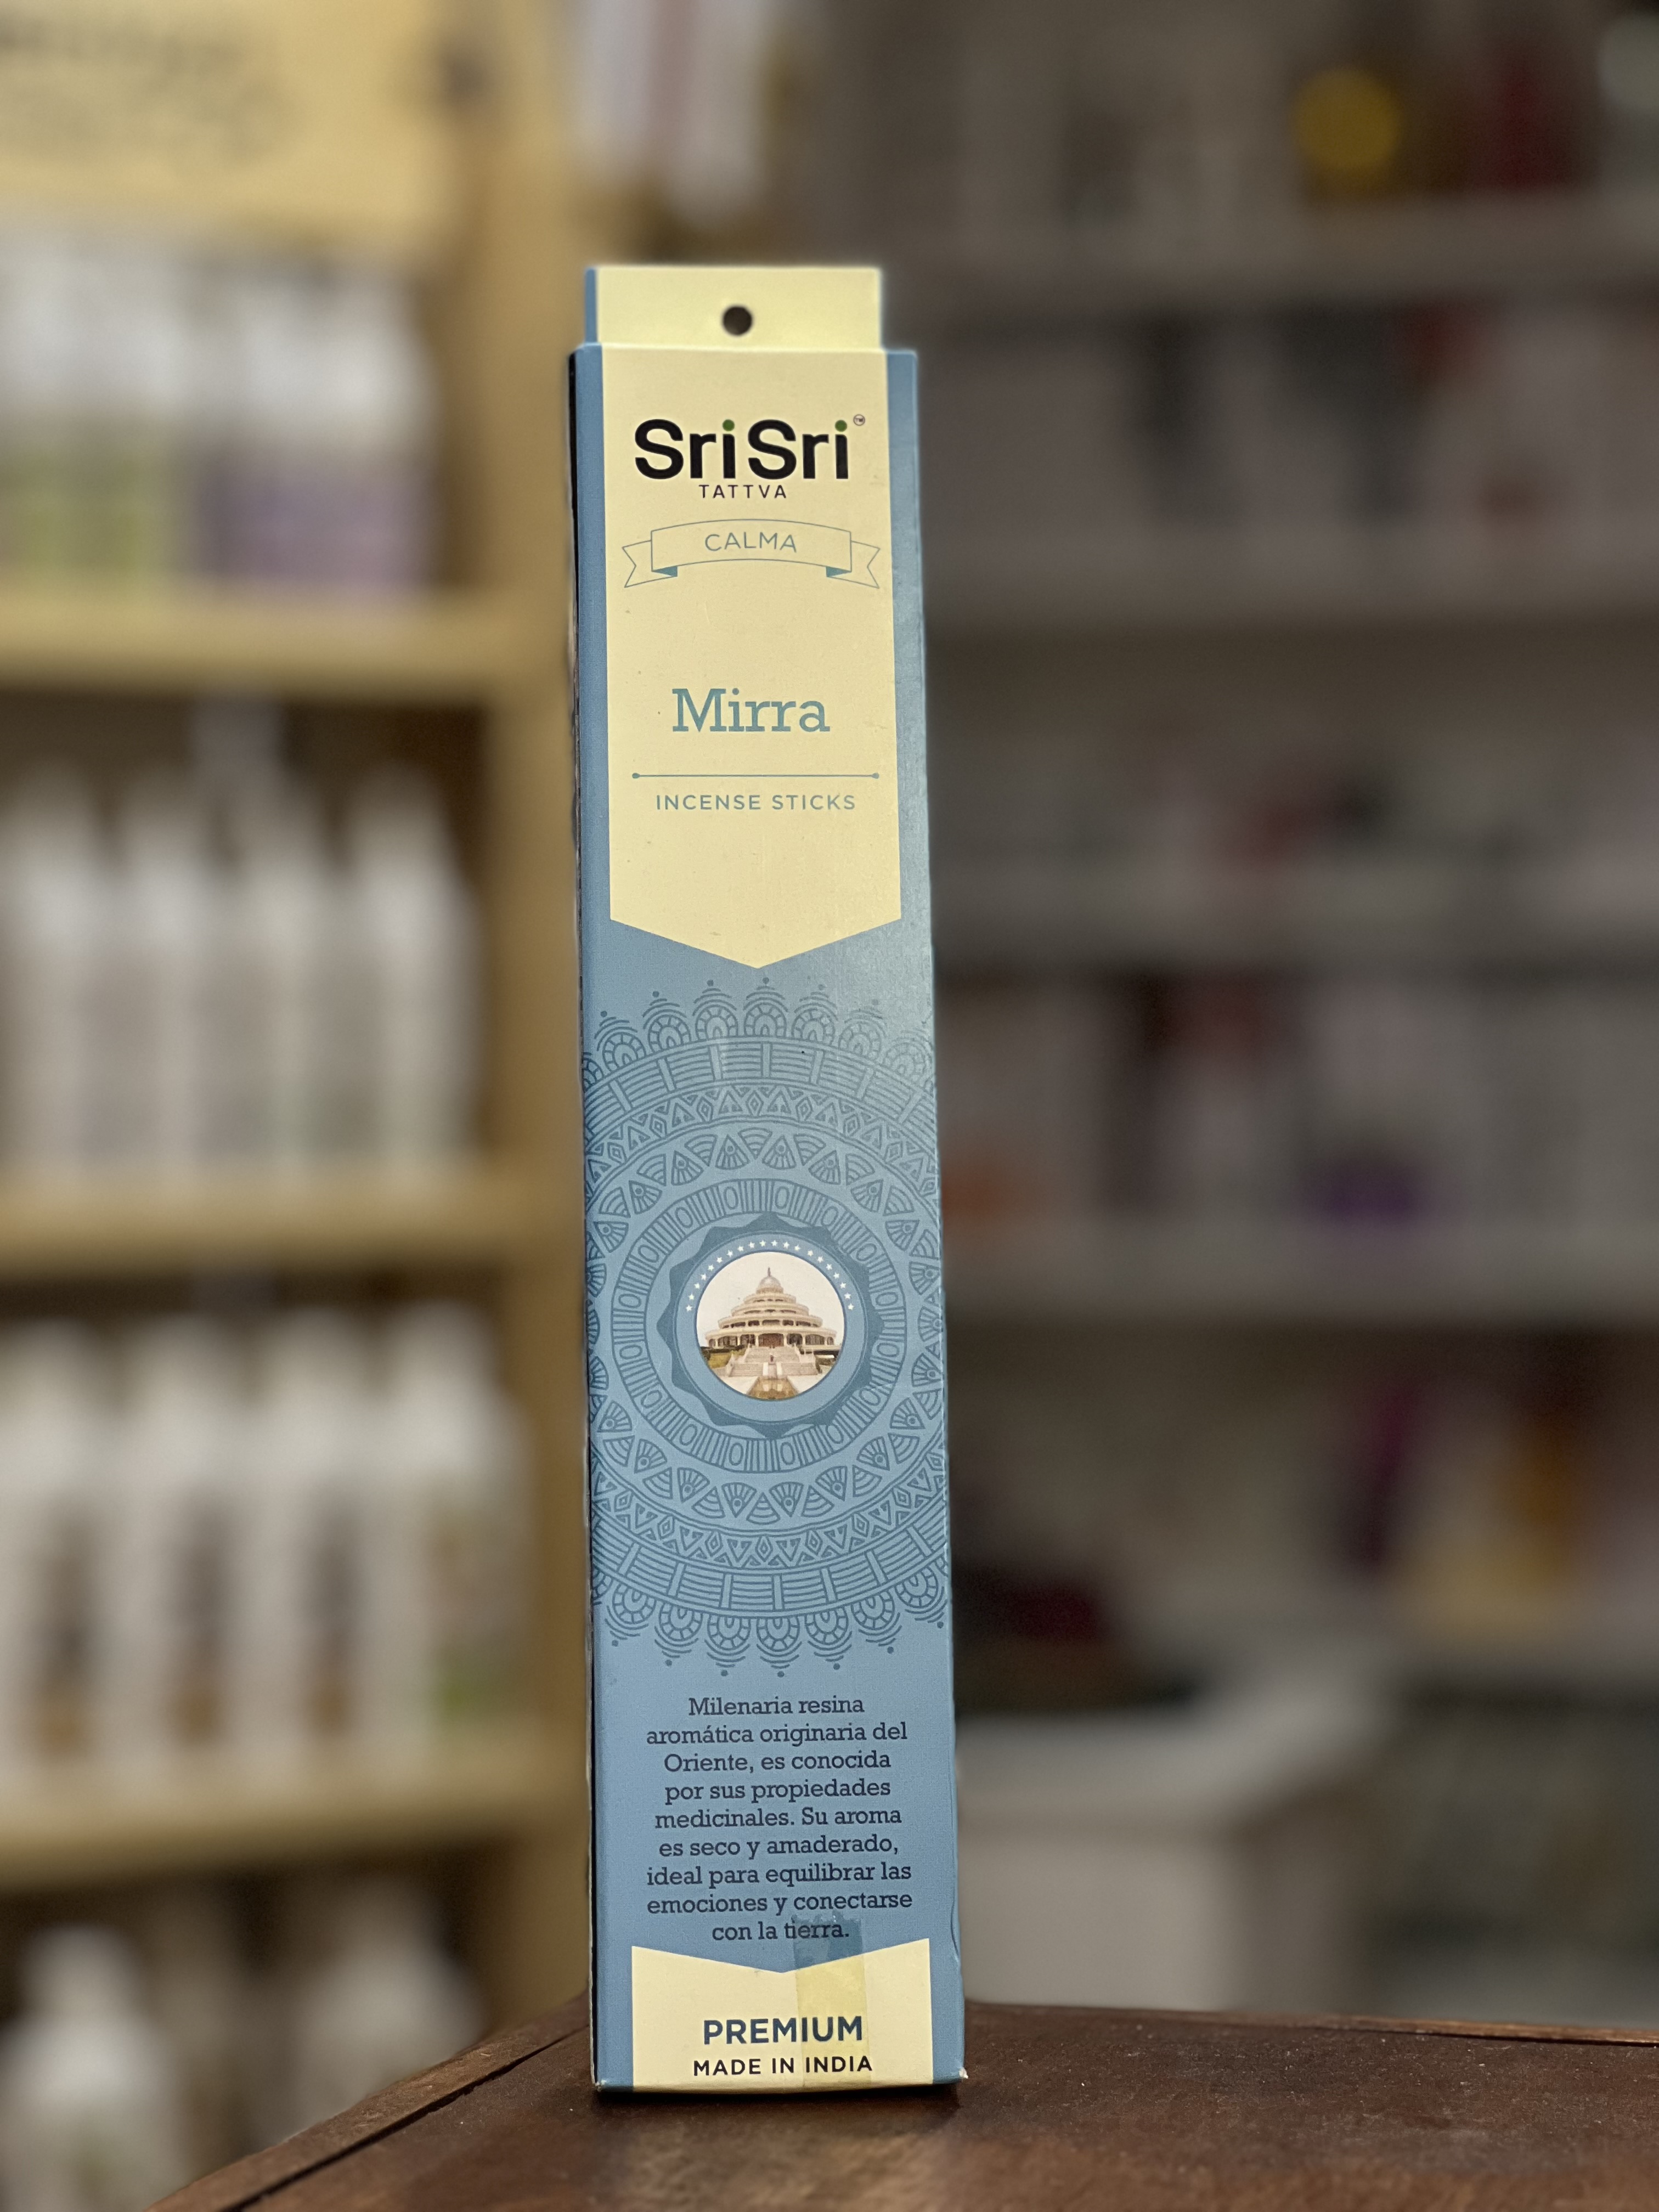 SriSri™
TATTVA
CALMA
Mirra
INCENSE STICKS
Milenaria resina
aromática originaria del
Oriente, es conocida
por sus propiedades
medicinales. Su aroma
es seco y amaderado,
ideal para equilibrar las
emociones y conectarse
con la tierra.
PREMIUM
MADE IN INDIA